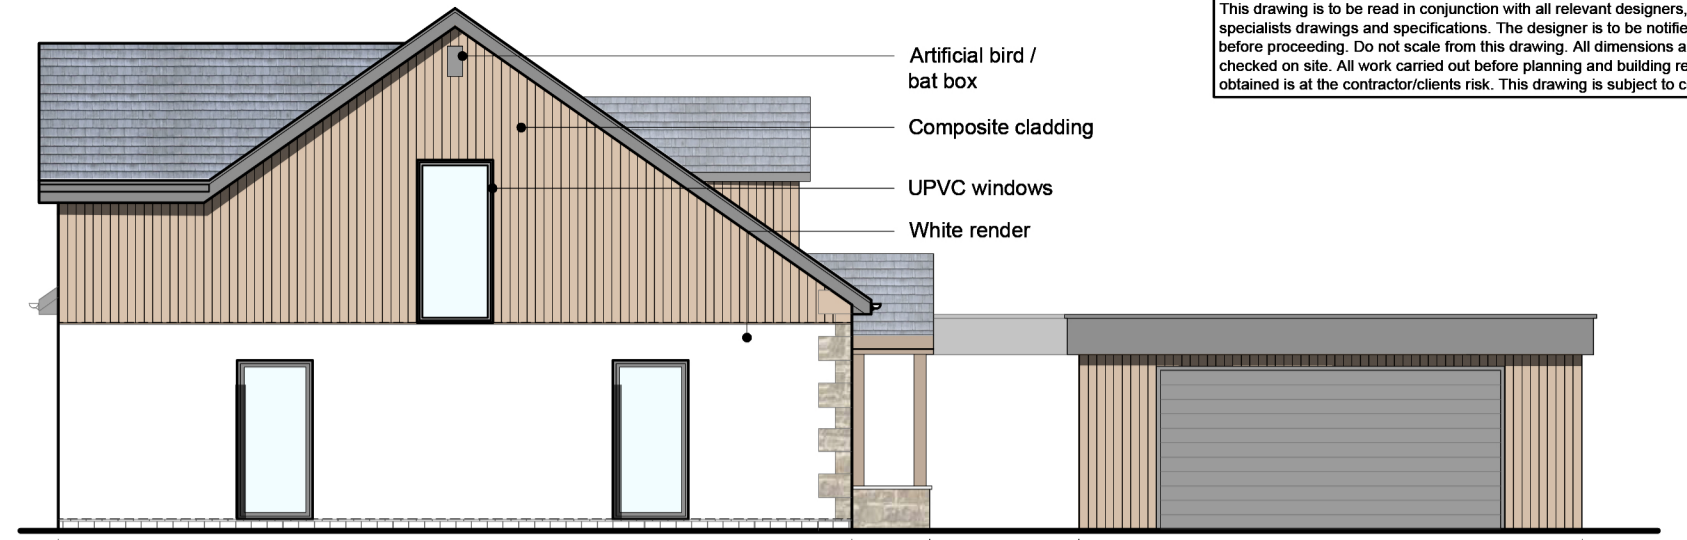 This drawing is to be read in conjunction with all relevant designers,
specialists drawings and specifications. The designer is to be notifie
before proceeding. Do not scale from this drawing. All dimensions a
checked on site. All work carried out before planning and building re
obtained is at the contractor/clients risk. This drawing is subject to c
Artificial bird /
bat box
Composite cladding
UPVC windows
White render